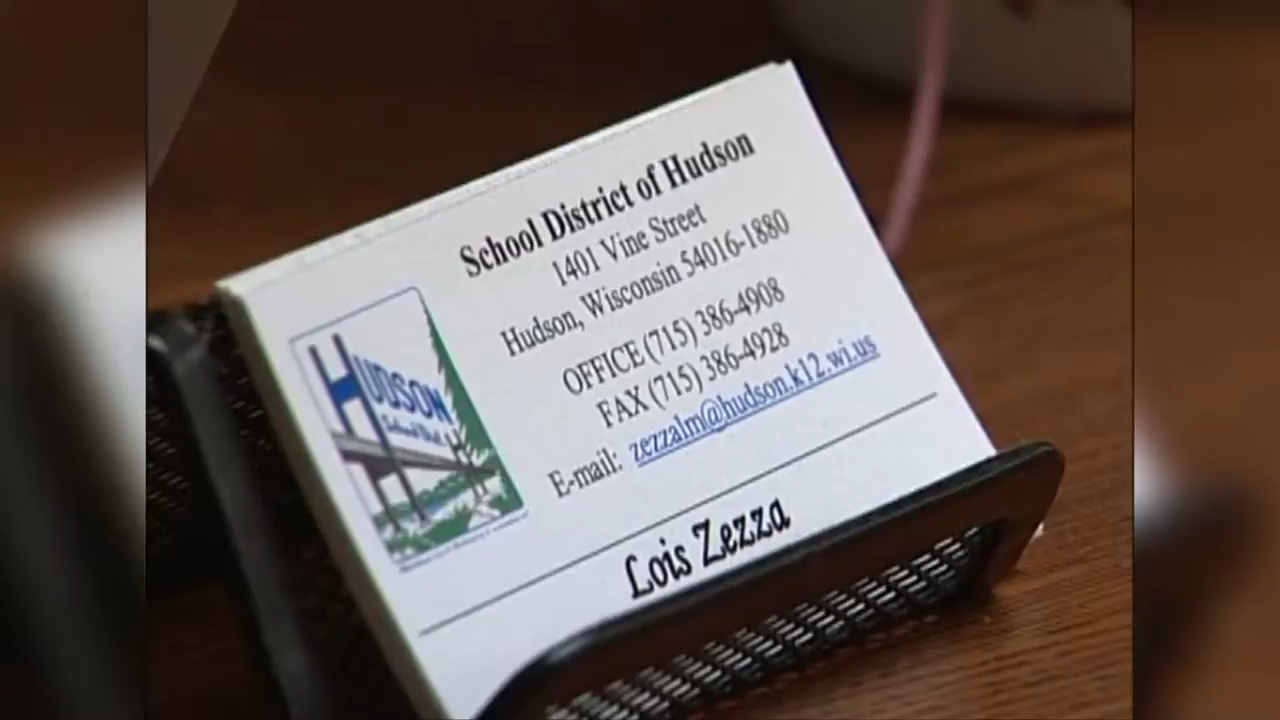 School District of Hudson
1401 Vine Street
Hudson, Wisconsin 54016-1880
OFFICE (715) 386-4908
FAX (715) 386-4928
E-mail: zezzalm@hudson.k12.wi.us
HUDSON
School
Lois Zezza